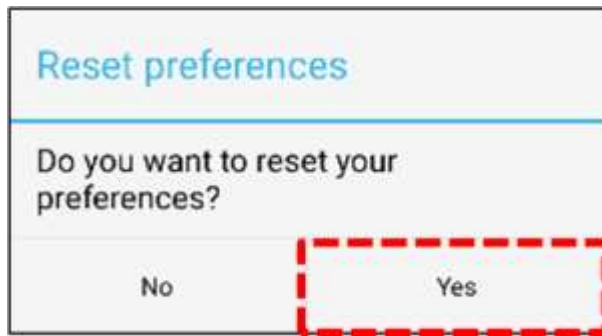 Reset preferences
Do you want to reset your
preferences?
No
Yes